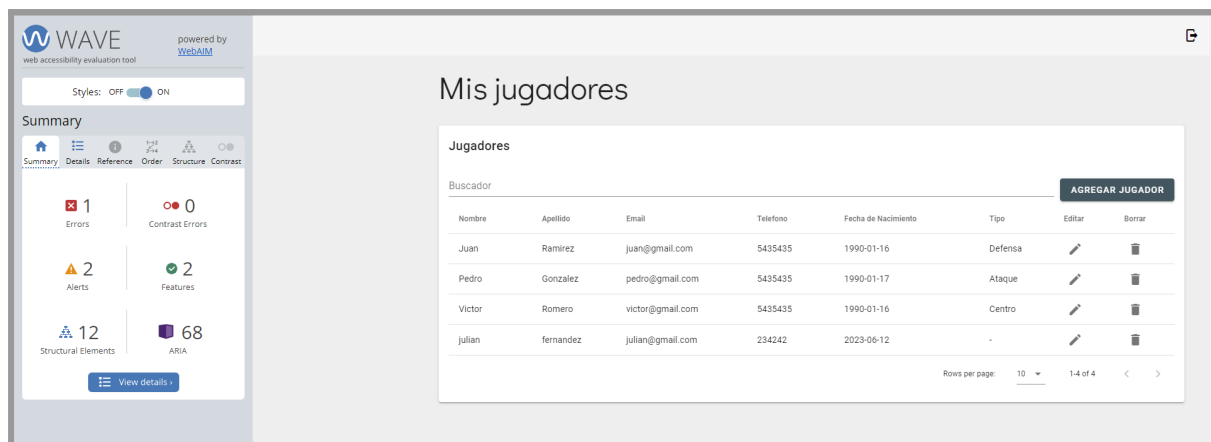 WAVE
powered by
WebAIM
web accessibility evaluation tool
Styles: OFF ON
Summary
Summary Details Reference Order Structure Contrast
1
Errors
0
Contrast Errors
2
Alerts
2
Features
12
Structural Elements
68
ARIA
View details ›
Mis jugadores
Jugadores
Buscador
AGREGAR JUGADOR
Nombre Apellido Email Telefono Fecha de Nacimiento Tipo Editar Borrar
Juan Ramirez juan@gmail.com 5435435 1990-01-16 Defensa
Pedro Gonzalez pedro@gmail.com 5435435 1990-01-17 Ataque
Victor Romero victor@gmail.com 5435435 1990-01-16 Centro
julian fernandez julian@gmail.com 234242 2023-06-12 -
Rows per page: 10 1-4 of 4